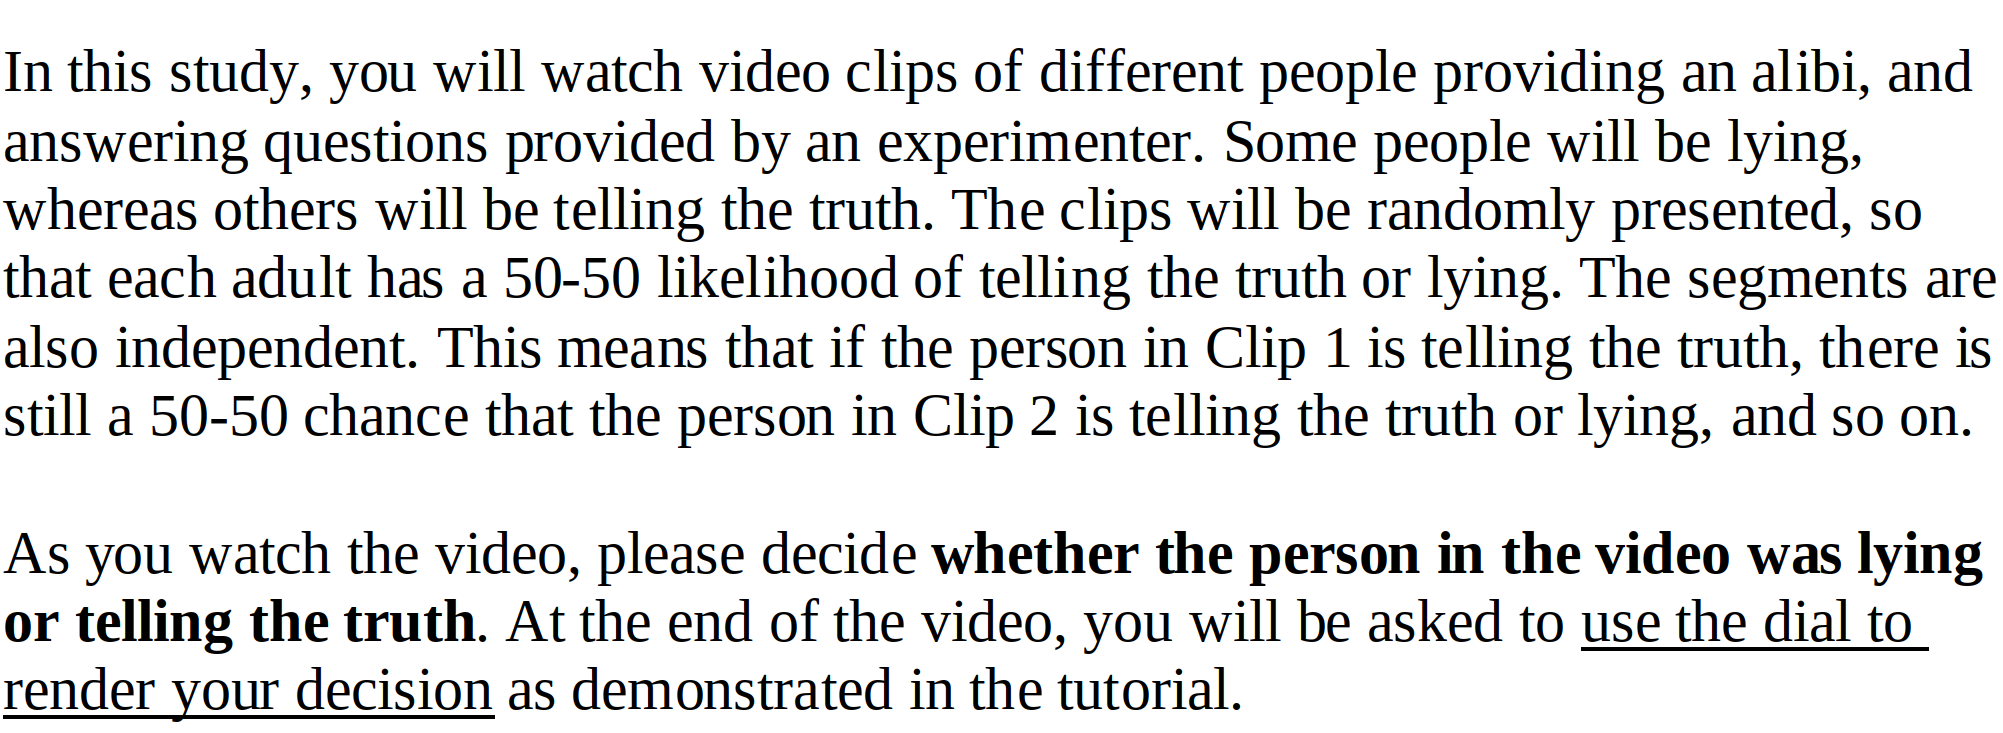 In this study, you will watch video clips of different people providing an alibi, and
answering questions provided by an experimenter. Some people will be lying,
whereas others will be telling the truth. The clips will be randomly presented, so
that each adult has a 50-50 likelihood of telling the truth or lying. The segments are
also independent. This means that if the person in Clip 1 is telling the truth, there is
still a 50-50 chance that the person in Clip 2 is telling the truth or lying, and so on.
As you watch the video, please decide whether the person in the video was lying
or telling the truth. At the end of the video, you will be asked to use the dial to
render your decision as demonstrated in the tutorial.